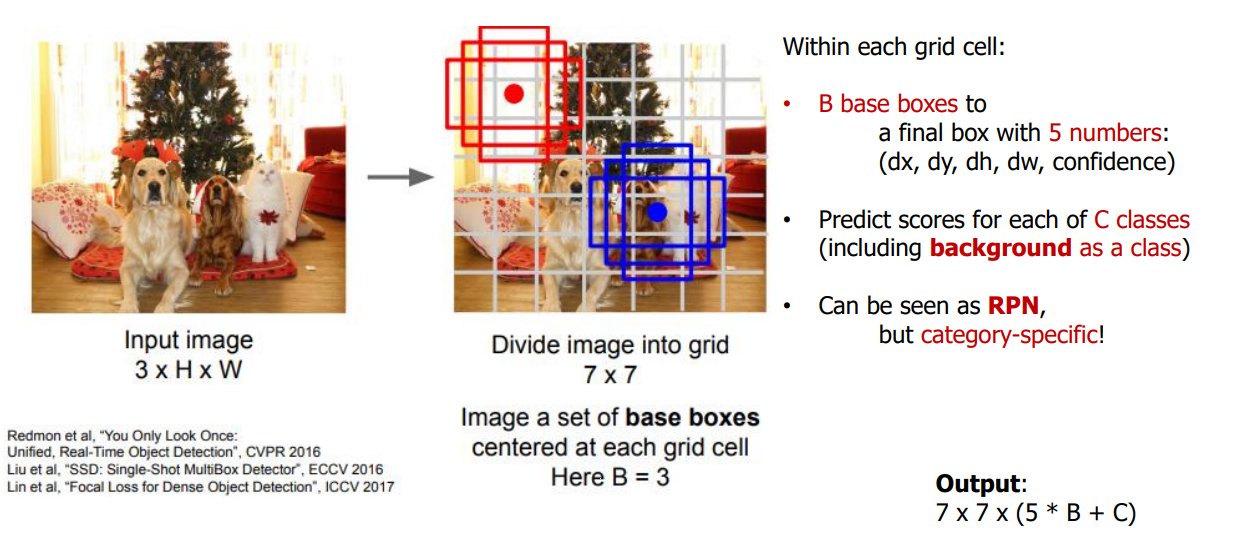 Input image
3 x H x W
Redmon et al, “You Only Look Once:
Unified, Real-Time Object Detection”, CVPR 2016
Liu et al, “SSD: Single-Shot MultiBox Detector”, ECCV 2016
Lin et al, “Focal Loss for Dense Object Detection”, ICCV 2017
Divide image into grid
7 x 7
Image a set of base boxes
centered at each grid cell
Here B = 3
Within each grid cell:
• B base boxes to
a final box with 5 numbers:
(dx, dy, dh, dw, confidence)
• Predict scores for each of C classes
(including background as a class)
• Can be seen as RPN,
but category-specific!
Output:
7 x 7 x (5 * B + C)